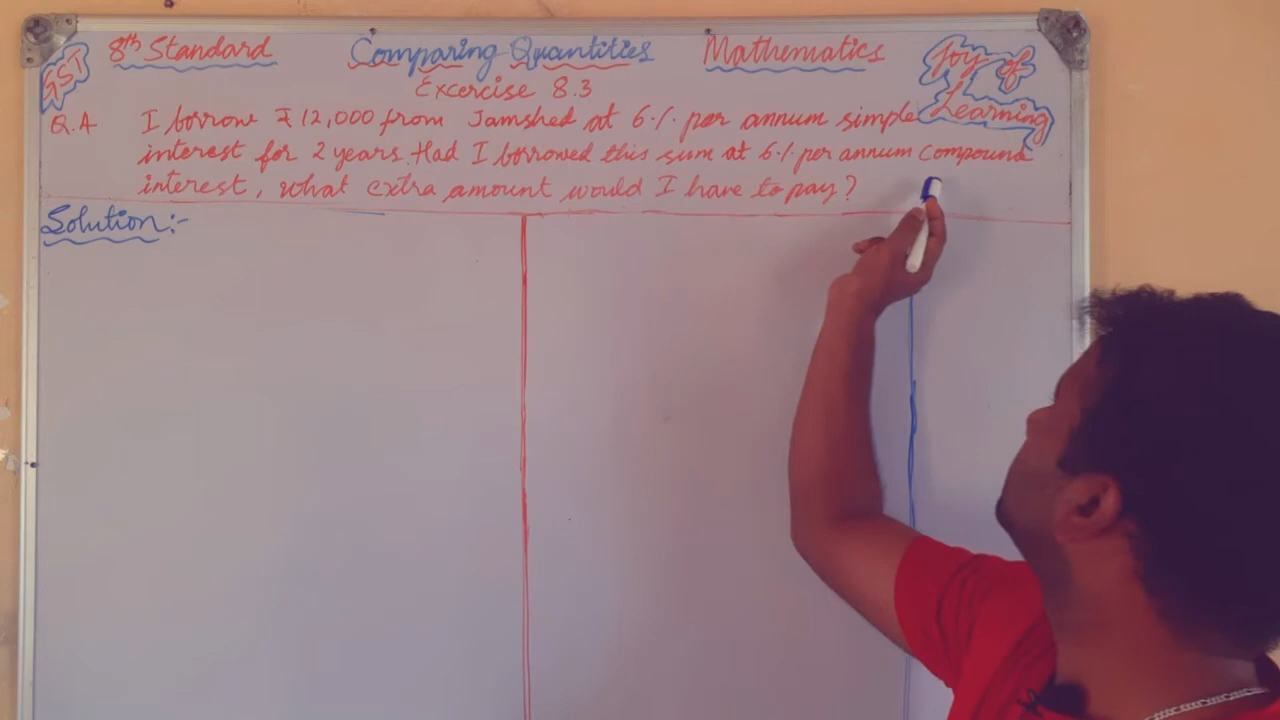 8th Standard Comparing Quantities Mathematics
GST
Joy of
Learning
Excercise 8.3
Q.4 I borrow ₹12,000 from Jamshed at 6% per annum simple
interest for 2 years. Had I borrowed this sum at 6% per annum compound
interest, what extra amount would I have to pay?
Solution:-